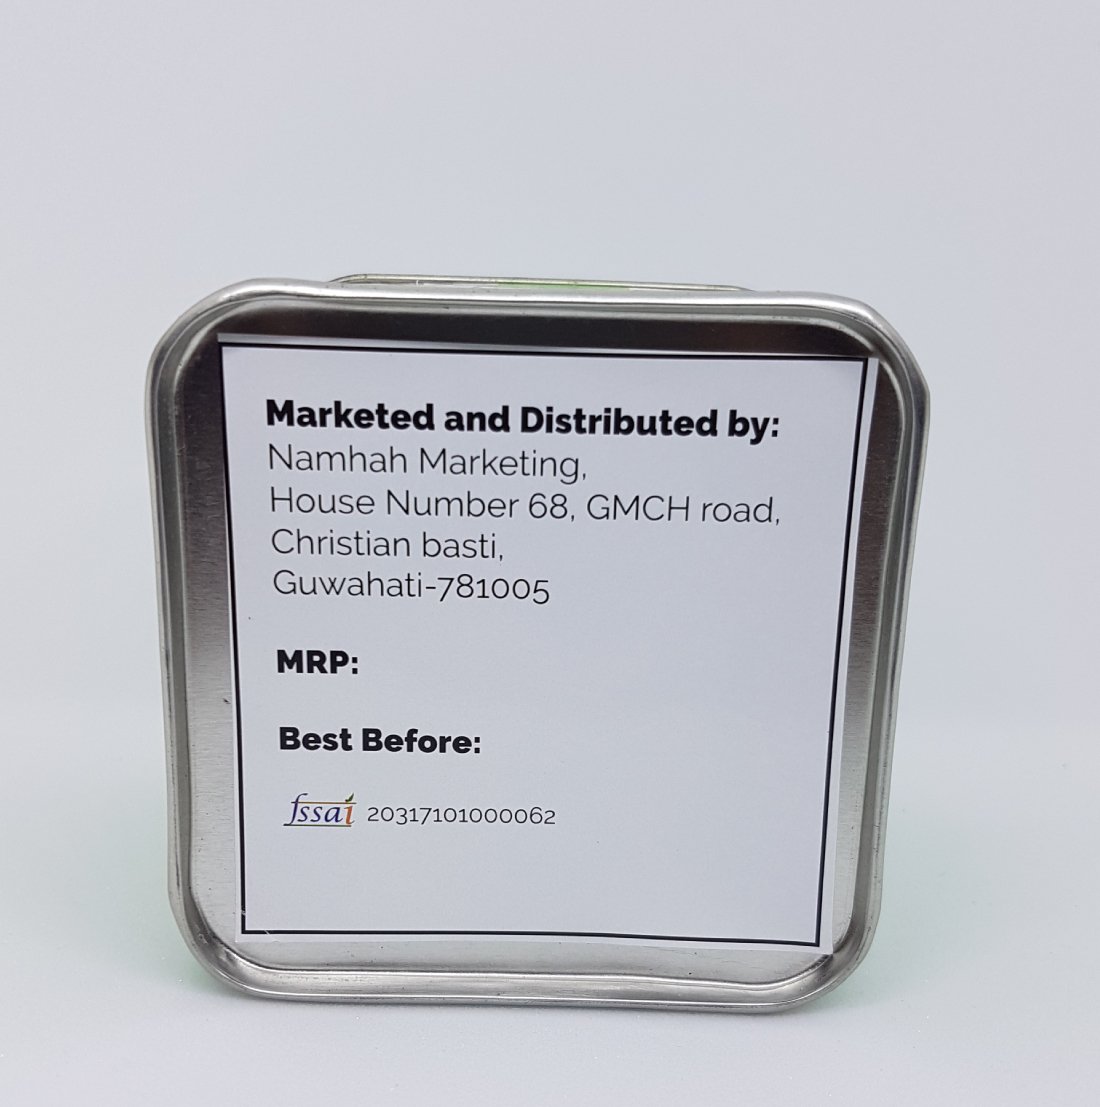 Marketed and Distributed by:
Namhah Marketing,
House Number 68, GMCH road,
Christian basti,
Guwahati-781005
MRP:
Best Before:
fssai 20317101000062